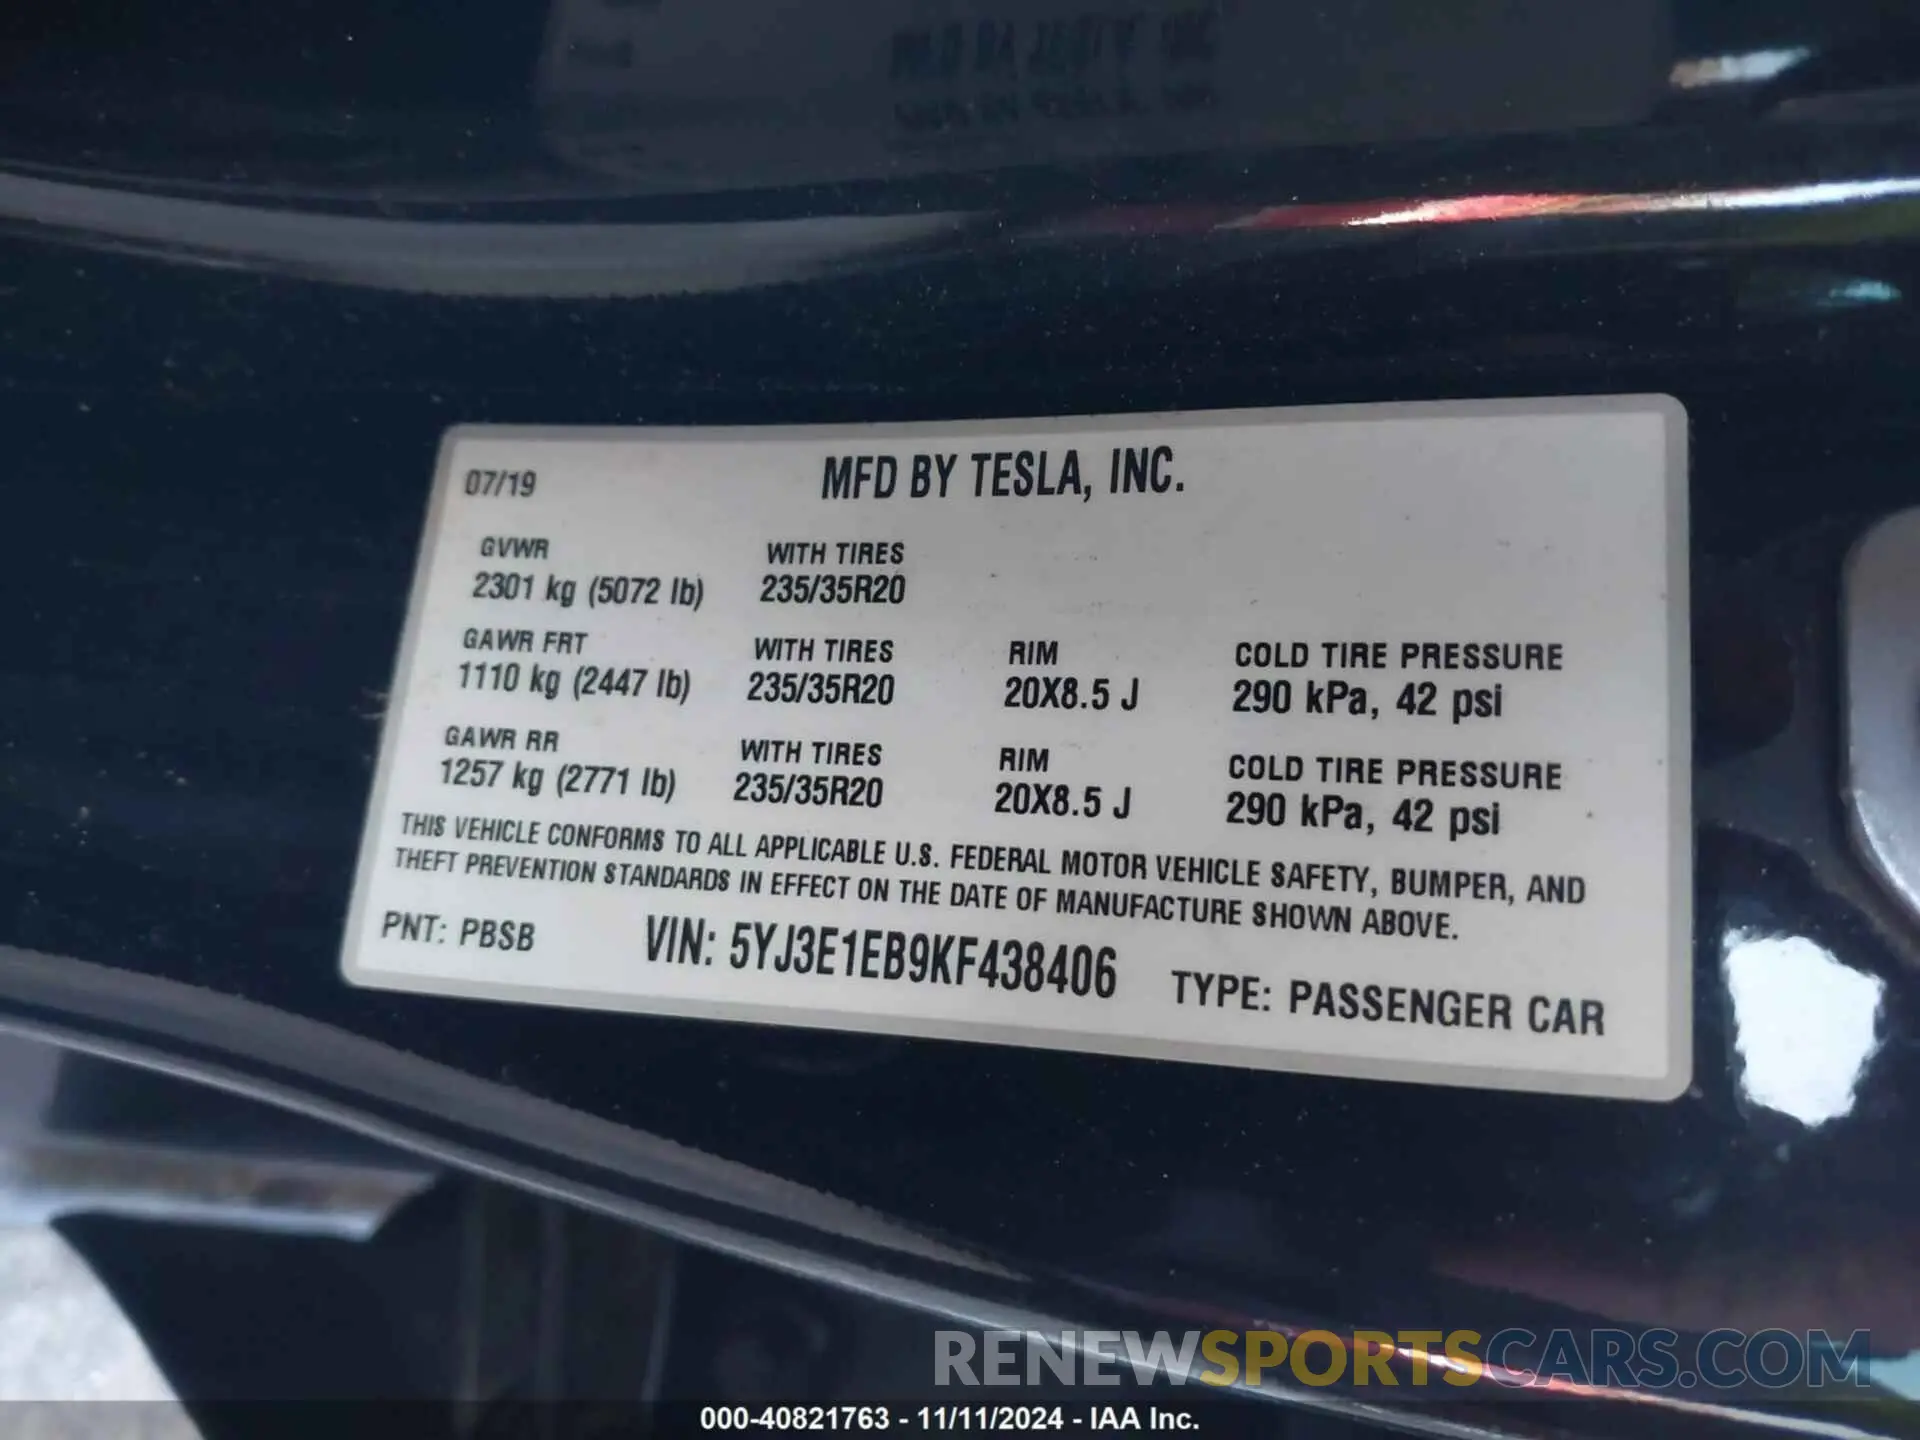 07/19 MFD BY TESLA, INC.
GVWR WITH TIRES
2301 kg (5072 lb) 235/35R20
GAWR FRT WITH TIRES RIM COLD TIRE PRESSURE
1110 kg (2447 lb) 235/35R20 20X8.5 J 290 kPa, 42 psi
GAWR RR WITH TIRES RIM COLD TIRE PRESSURE
1257 kg (2771 lb) 235/35R20 20X8.5 J 290 kPa, 42 psi
THIS VEHICLE CONFORMS TO ALL APPLICABLE U.S. FEDERAL MOTOR VEHICLE SAFETY, BUMPER, AND
THEFT PREVENTION STANDARDS IN EFFECT ON THE DATE OF MANUFACTURE SHOWN ABOVE.
PNT: PBSB VIN: 5YJ3E1EB9KF438406 TYPE: PASSENGER CAR
RENEWSPORTSCARS.COM
000-40821763 - 11/11/2024 - IAA Inc.